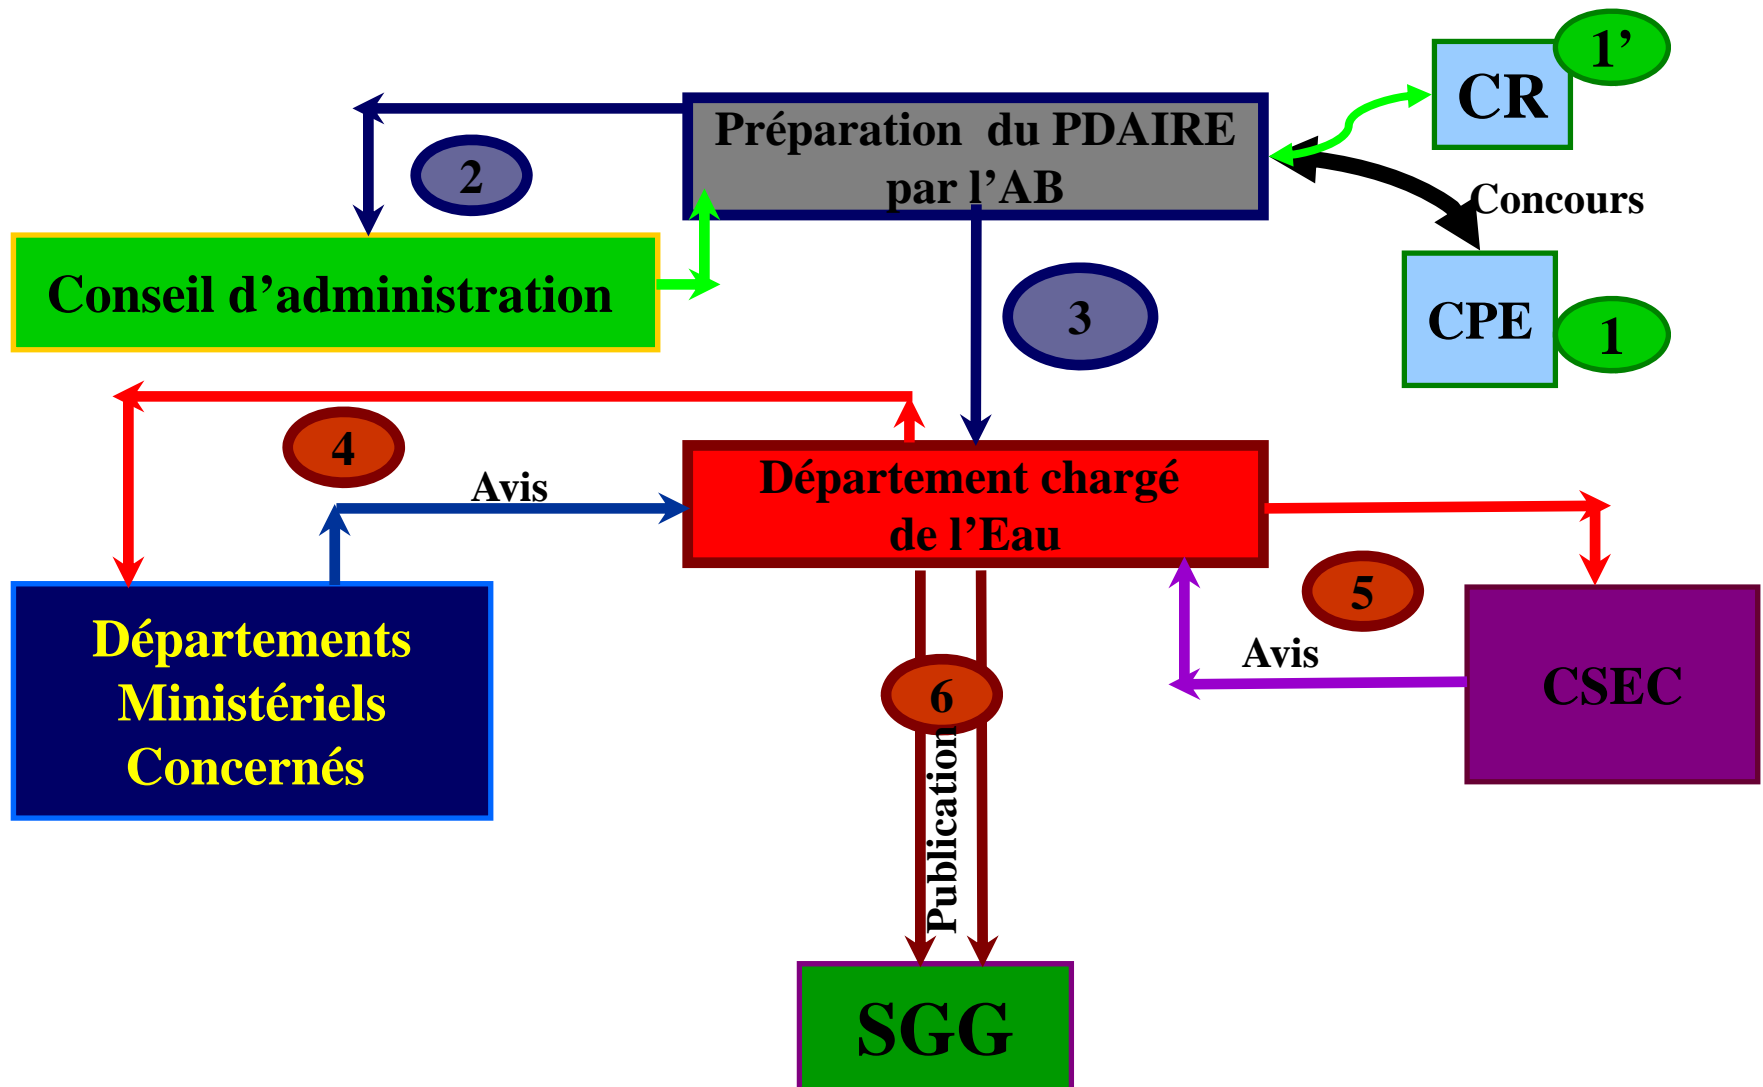 1’
CR
Préparation du PDAIRE
par l’AB
2
Concours
Conseil d’administration
3
CPE
1
4
Avis
Département chargé
de l’Eau
5
Départements
Ministériels
Concernés
Avis
CSEC
6
Publication
SGG